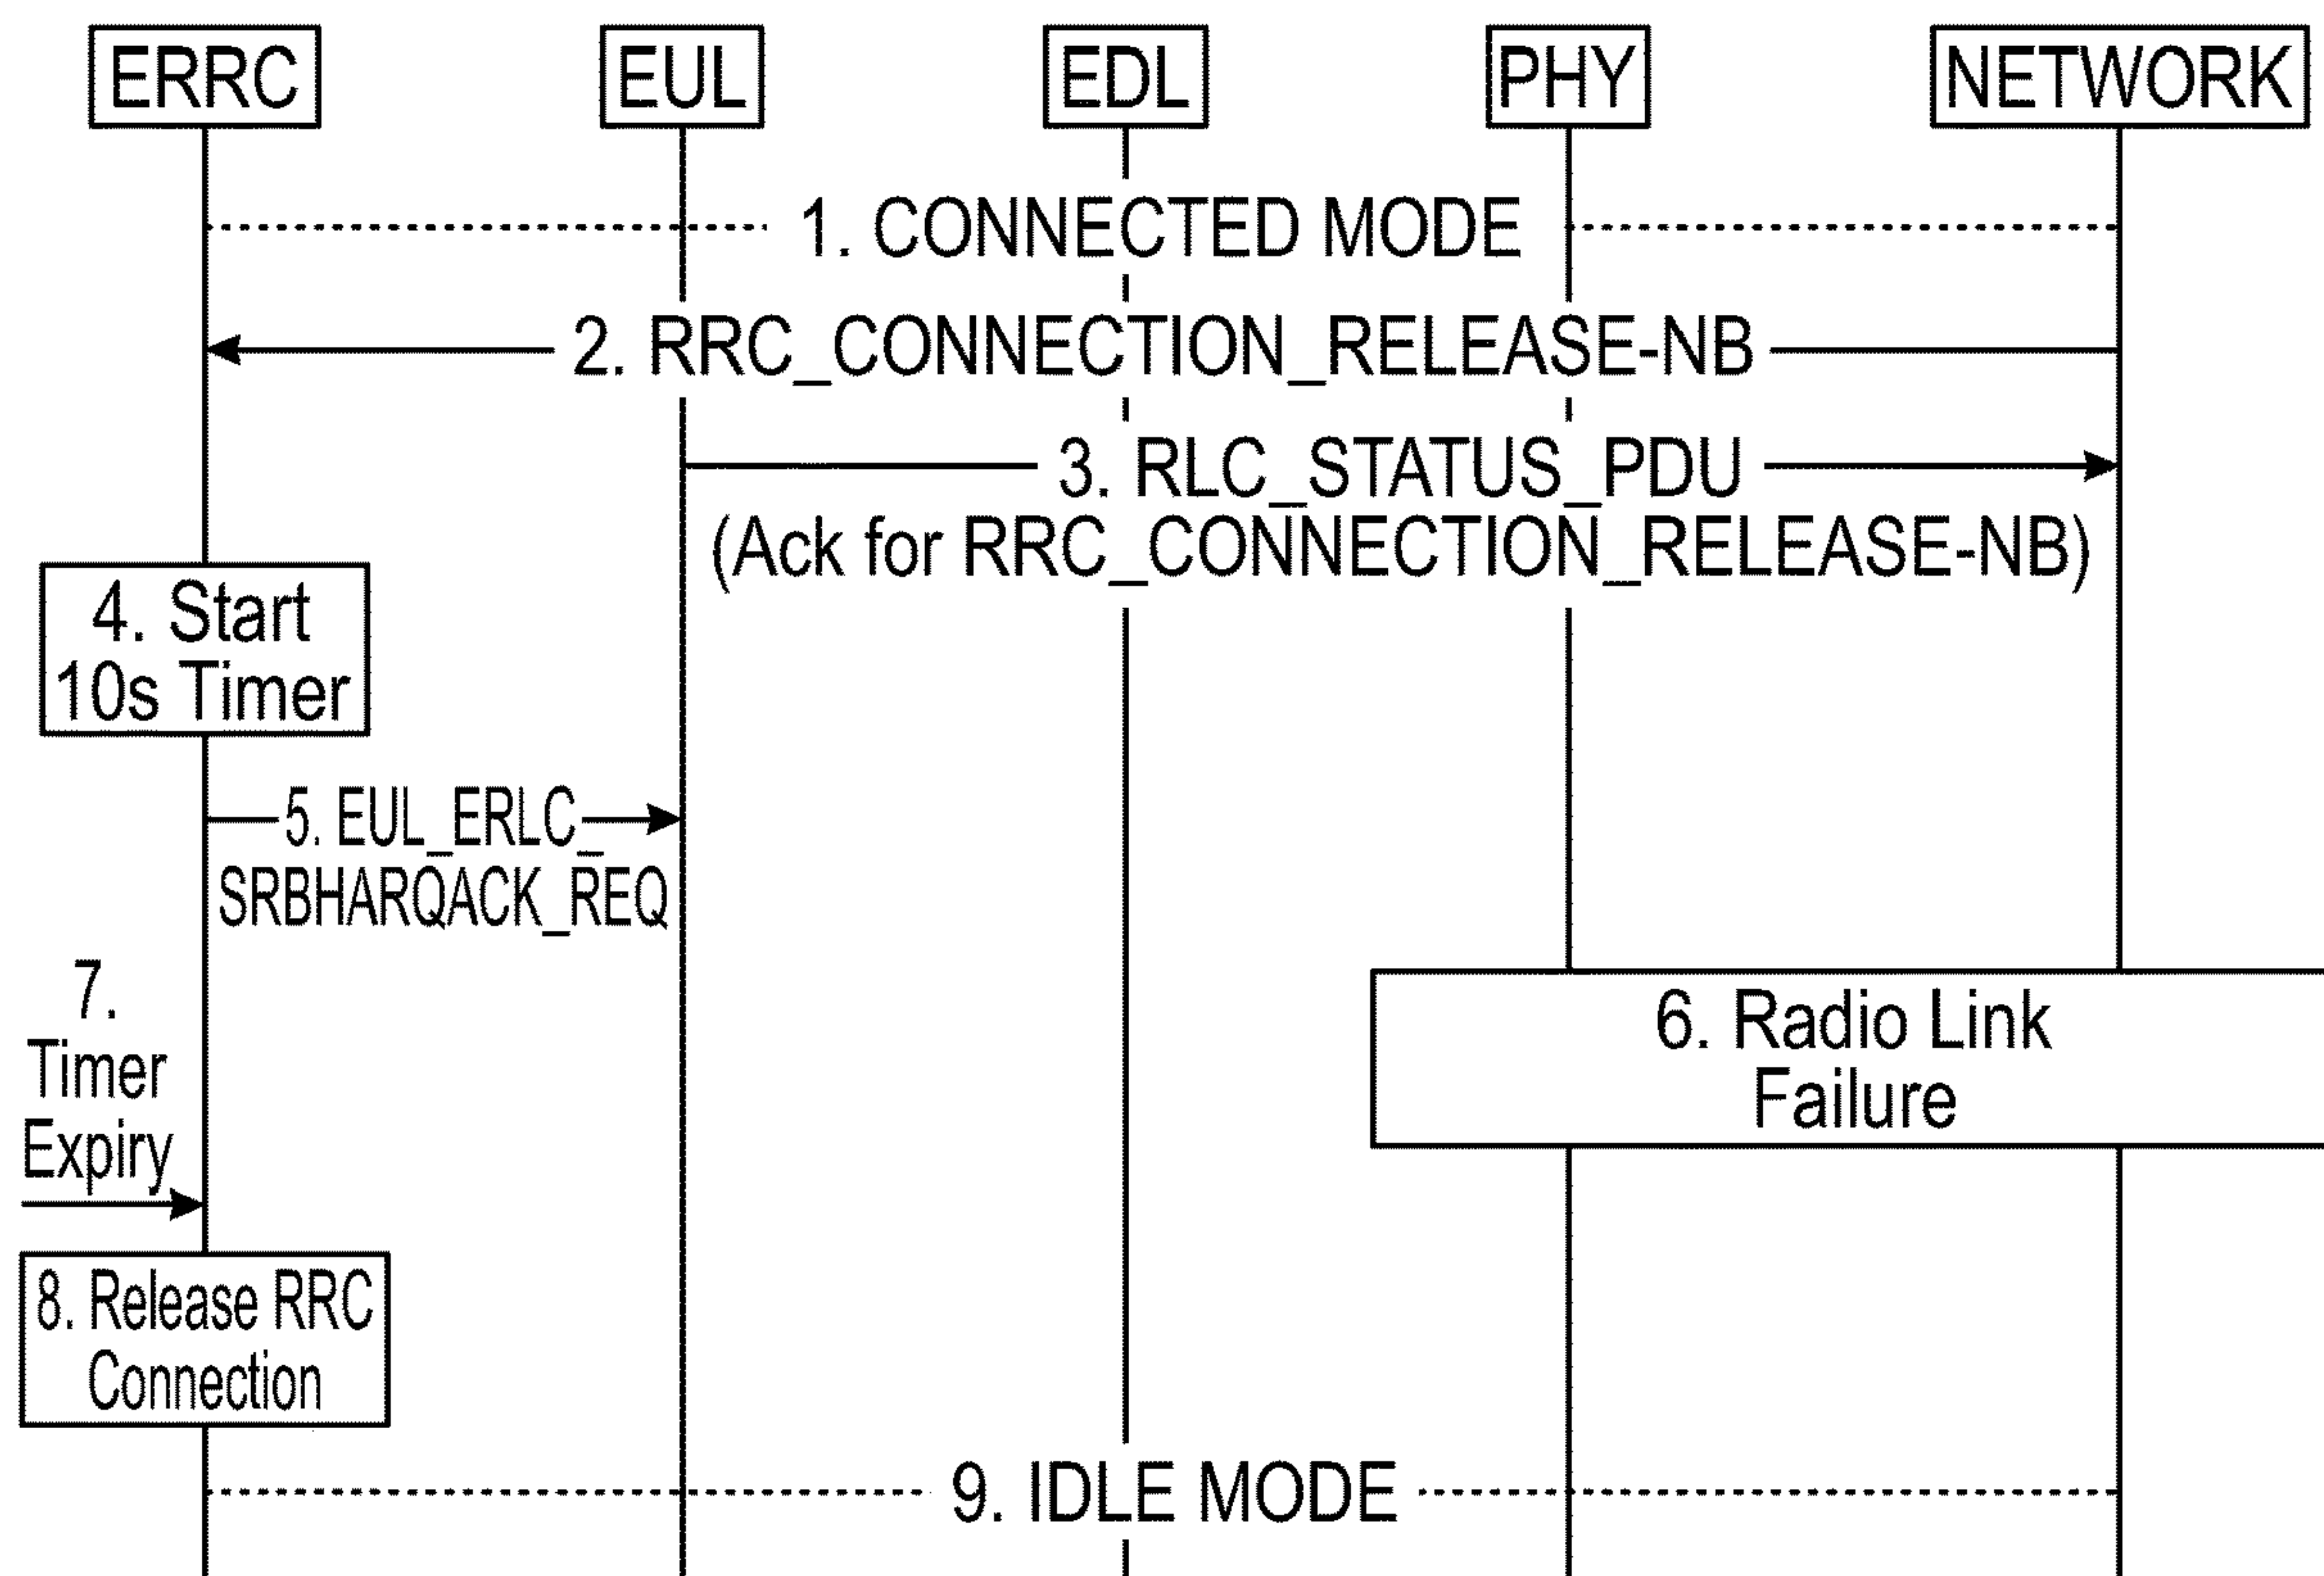 ERRC
EUL
EDL
PHY
NETWORK
1. CONNECTED MODE
2. RRC_CONNECTION_RELEASE-NB
3. RLC_STATUS_PDU
(Ack for RRC_CONNECTION_RELEASE-NB)
4. Start
10s Timer
5. EUL_ERLC_
SRBHARQACK_REQ
6. Radio Link
Failure
7.
Timer
Expiry
8. Release RRC
Connection
9. IDLE MODE